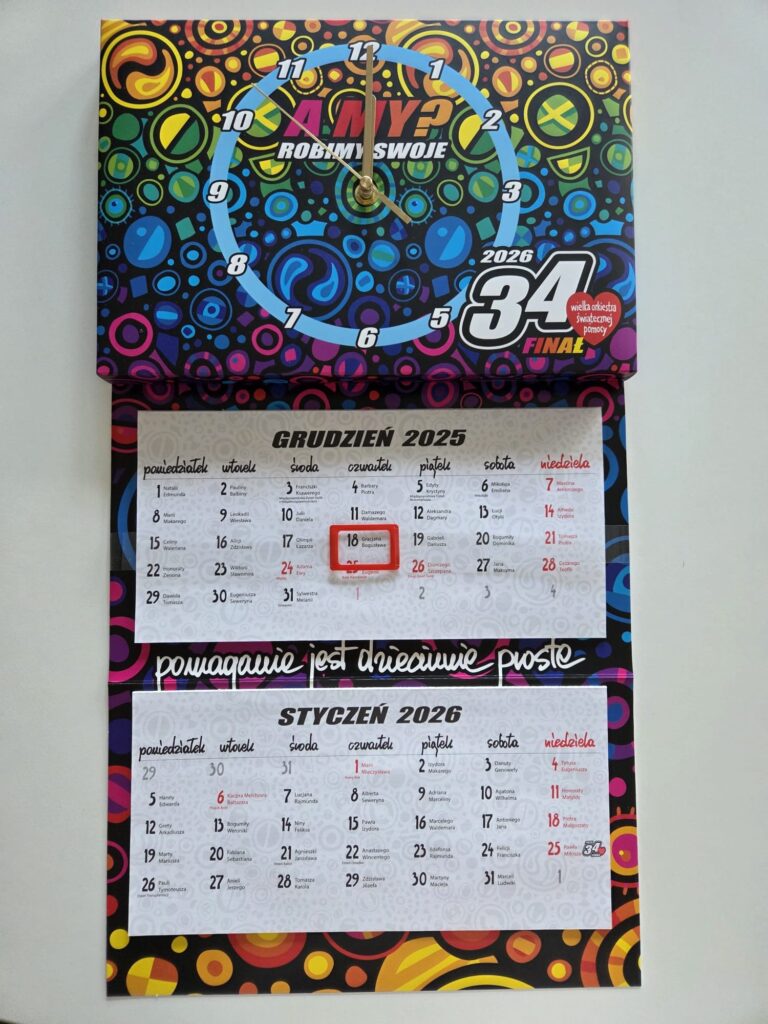 12
11
1
10
2
A MY?
ROBIMY SWOJE
9
3
8
2026
34
wielka orkiestra
świątecznej
pomocy
7
5
6
FINAŁ
GRUDZIEŃ 2025
poniedziałek wtorek środa czwartek piątek sobota niedziela
1 Natalii Edmunda 2 Pauliny Balbiny 3 Franciszki Ksawerego 4 Barbary Piotra 5 Edyty Krystyny 6 Mikołaja Emiliana 7 Marcina
8 Marii Makarego 9 Leokadii Wiesława 10 Julii Daniela 11 Damazego Waldemara 12 Aleksandra Dagmary 13 Łucji Otylii 14 Alfreda Izydora
15 Celiny Waleriana 16 Alicji Zdzisławy 17 Olimpii Łazarza 18 Gracjana Bogusława 19 Gabrieli Dariusza 20 Bogumiły Dominika 21 Tomasza Piotra
22 Honoraty Zenona 23 Wiktorii Sławomira 24 Adama Ewy 25 Eugenii 26 Szczepana 27 Jana Maksyma 28 Cezarego Teofili
29 Dawida Tomasza 30 Eugeniusza Seweryna 31 Sylwestra Melanii 1 2 3 4
pomaganie jest dziecinnie proste
STYCZEŃ 2026
poniedziałek wtorek środa czwartek piątek sobota niedziela
29 30 31 1 Marii Mieczysława 2 Izydora Makarego 3 Danuty Genowefy 4 Tytusa Eugeniusza
5 Hanny Edwarda 6 Kacpra Melchiora Baltazara 7 Lucjana Rajmunda 8 Alberta Seweryna 9 Adriana Marceliny 10 Agatona Wilhelma 11 Honoraty Matyldy
12 Grety Arkadiusza 13 Bogumiły Weroniki 14 Niny Feliksa 15 Pawła Izydora 16 Marcelego Waldemara 17 Antoniego Jana 18 Piotra Małgorzaty
19 Marty Mariusza 20 Fabiana Sebastiana 21 Agnieszki Jarosława 22 Anastazego Wincentego 23 Ildefonsa Rajmunda 24 Felicji Franciszka 25 Pawła Miłosza 34
26 Pauli Tymoteusza 27 Anieli Jerzego 28 Tomasza Karola 29 Zdzisława Józefa 30 Martyny Macieja 31 Marceli Ludwiki 1